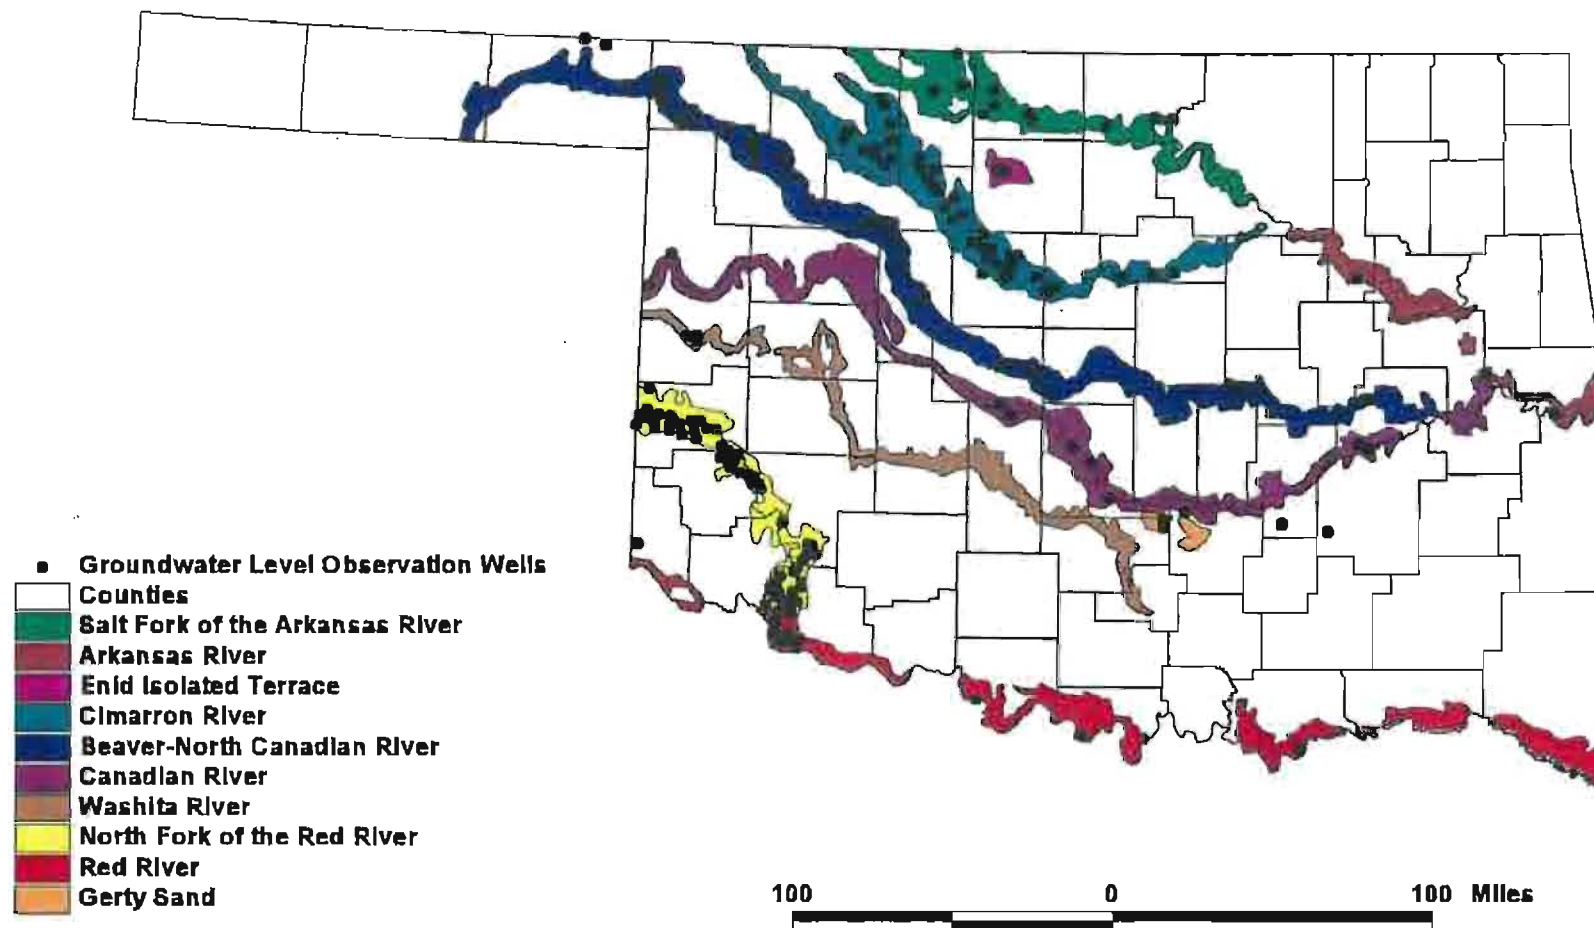 Groundwater Level Observation Wells
Counties
Salt Fork of the Arkansas River
Arkansas River
Enid Isolated Terrace
Cimarron River
Beaver-North Canadian River
Canadian River
Washita River
North Fork of the Red River
Red River
Gerty Sand
100 0 100 Miles